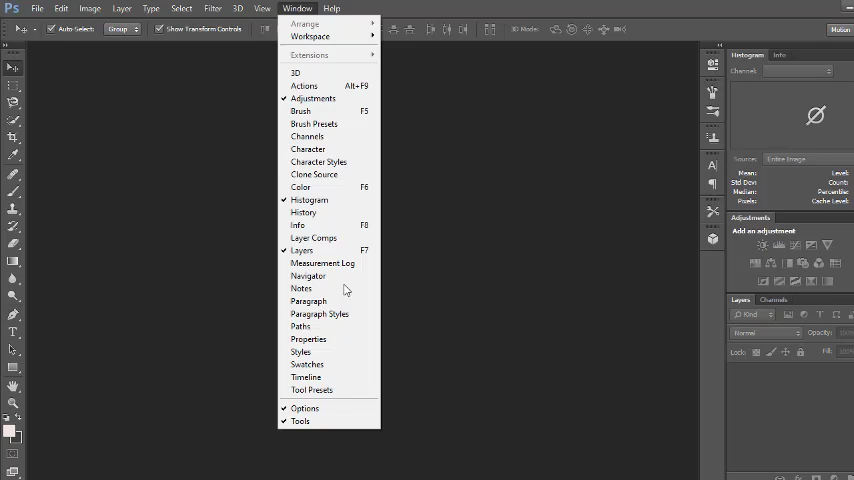 Ps File Edit Image Layer Type Select Filter 3D View Window Help
Auto-Select: Group Show Transform Controls 3D Mode: Motion
Arrange
Workspace
Extensions
3D
Actions Alt+F9
Adjustments
Brush F5
Brush Presets
Channels
Character
Character Styles
Clone Source
Color F6
Histogram
History
Info F8
Layer Comps
Layers F7
Measurement Log
Navigator
Notes
Paragraph
Paragraph Styles
Paths
Properties
Styles
Swatches
Timeline
Tool Presets
Options
Tools
Histogram Info
Channel:
Source: Entire Image
Mean: Level:
Std Dev: Count:
Median: Percentile:
Pixels: Cache Level:
Adjustments
Add an adjustment
Layers Channels
Kind
Normal Opacity: 100%
Lock: Fill: 100%